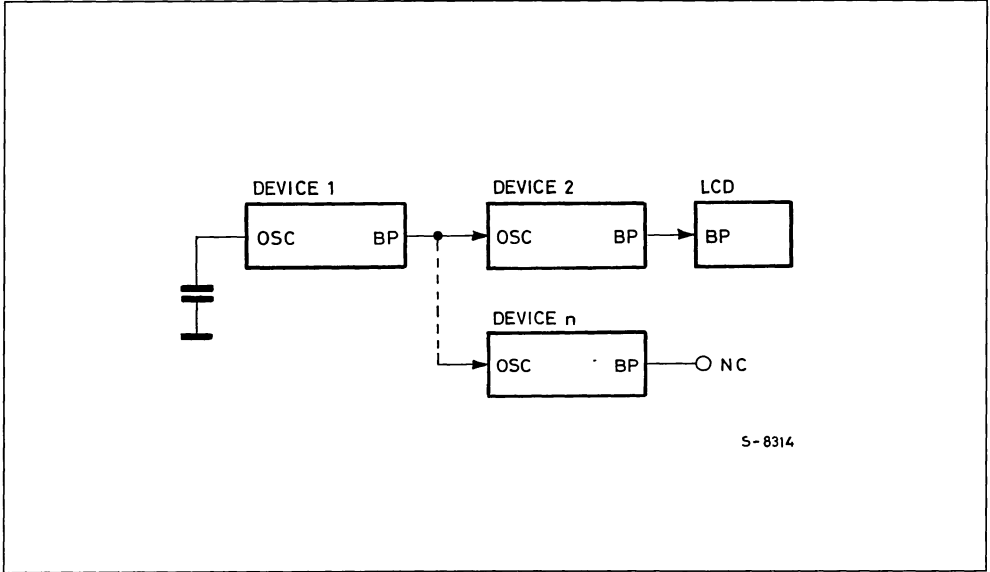 DEVICE 1
OSC BP
DEVICE 2
OSC BP
LCD
BP
DEVICE n
OSC BP
NC
S-8314